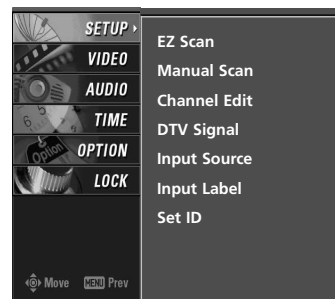 SETUP
VIDEO
AUDIO
TIME
OPTION
LOCK
Move MENU Prev
EZ Scan
Manual Scan
Channel Edit
DTV Signal
Input Source
Input Label
Set ID